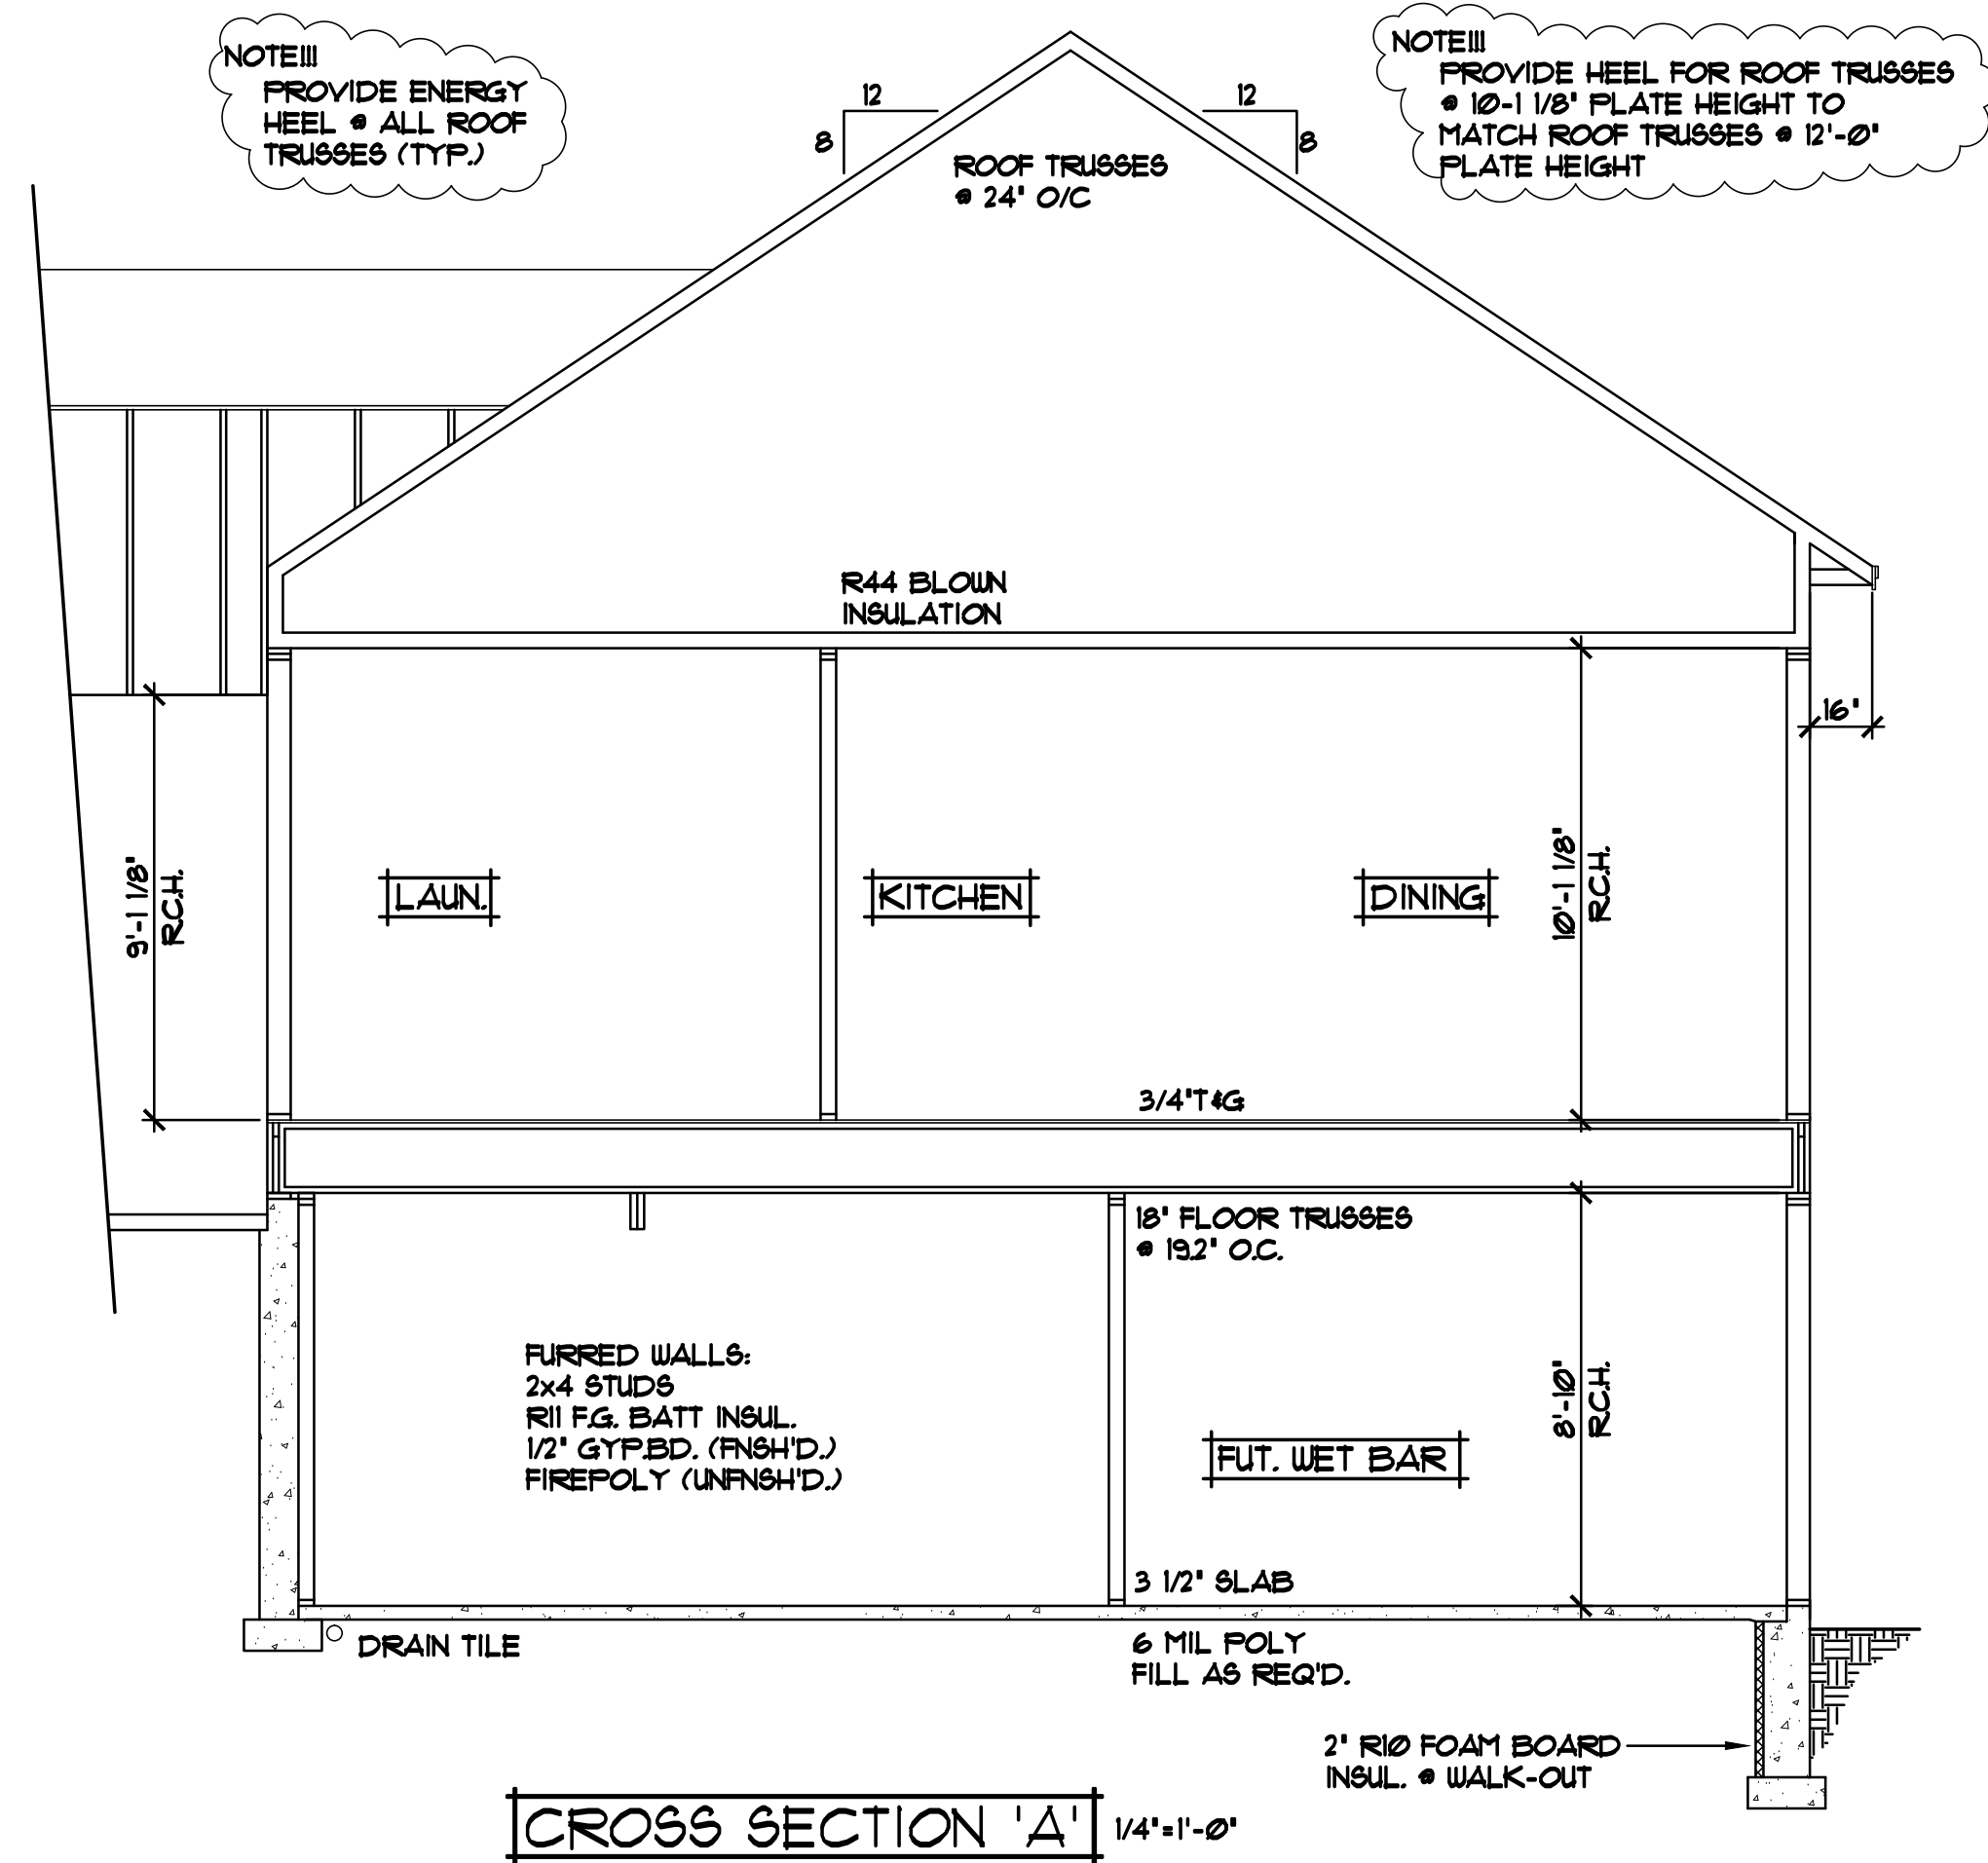 NOTE!!!
PROVIDE ENERGY
HEEL @ ALL ROOF
TRUSSES (TYP.)
NOTE!!!
PROVIDE HEEL FOR ROOF TRUSSES
@ 10-1 1/8" PLATE HEIGHT TO
MATCH ROOF TRUSSES @ 12'-0"
PLATE HEIGHT
12
8
12
8
ROOF TRUSSES
@ 24" O/C
R44 BLOWN
INSULATION
16"
9'-1 1/8"
R.C.H.
LAUN.
KITCHEN
DINING
10'-1 1/8"
R.C.H.
3/4"T&G
18" FLOOR TRUSSES
@ 19.2" O.C.
FURRED WALLS:
2x4 STUDS
R11 F.G. BATT INSUL.
1/2" GYP.BD. (FNSH'D.)
FIREPOLY (UNFNSH'D.)
FUT. WET BAR
8'-10"
R.C.H.
3 1/2" SLAB
DRAIN TILE
6 MIL POLY
FILL AS REQ'D.
2" R10 FOAM BOARD
INSUL. @ WALK-OUT
CROSS SECTION 'A'
1/4"=1'-0"